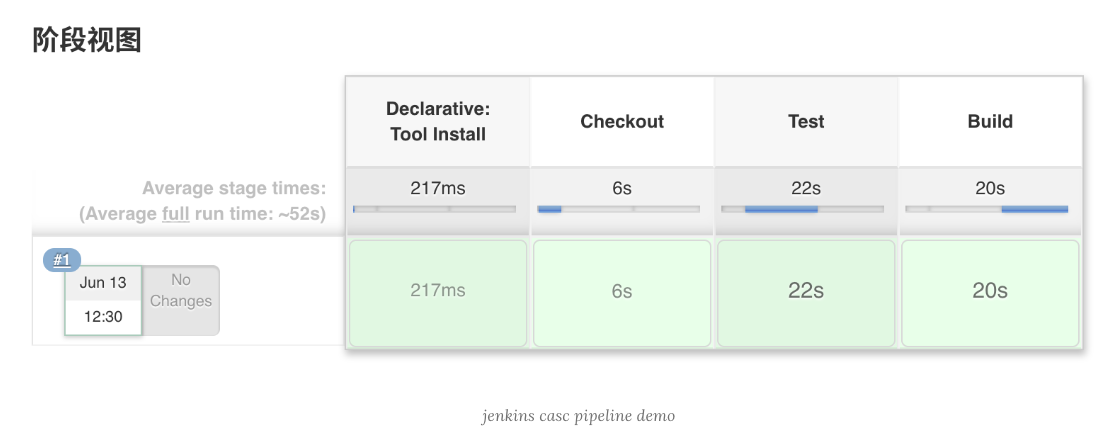 阶段视图
Declarative:
Tool Install
Checkout
Test
Build
Average stage times:
(Average full run time: ~52s)
217ms
6s
22s
20s
#1
Jun 13
12:30
No
Changes
217ms
6s
22s
20s
jenkins casc pipeline demo